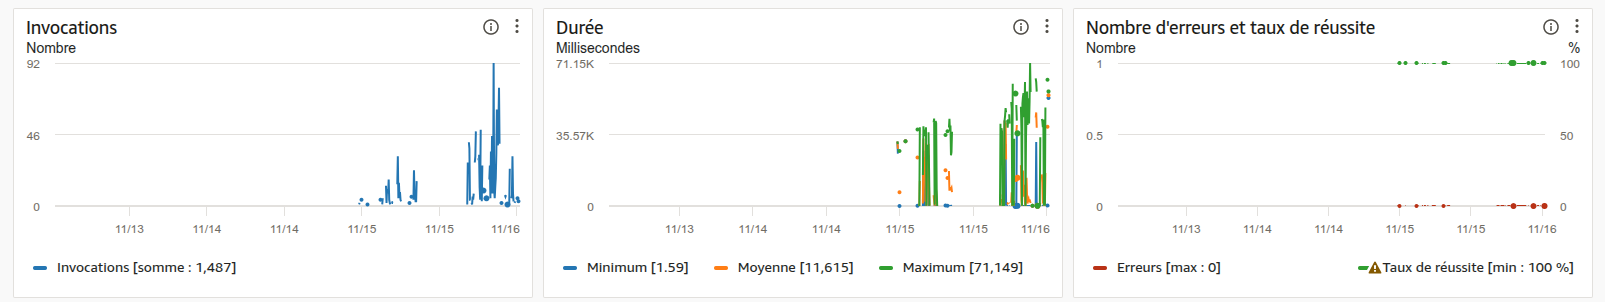 Invocations
Nombre
92
46
0
11/13
11/14
11/14
11/15
11/15
11/16
Invocations [somme : 1,487]
Durée
Millisecondes
71.15K
35.57K
0
11/13
11/14
11/14
11/15
11/15
11/16
Minimum [1.59]
Moyenne [11,615]
Maximum [71,149]
Nombre d'erreurs et taux de réussite
Nombre
%
1
100
0.5
50
0
0
11/13
11/14
11/14
11/15
11/15
11/16
Erreurs [max : 0]
Taux de réussite [min : 100 %]